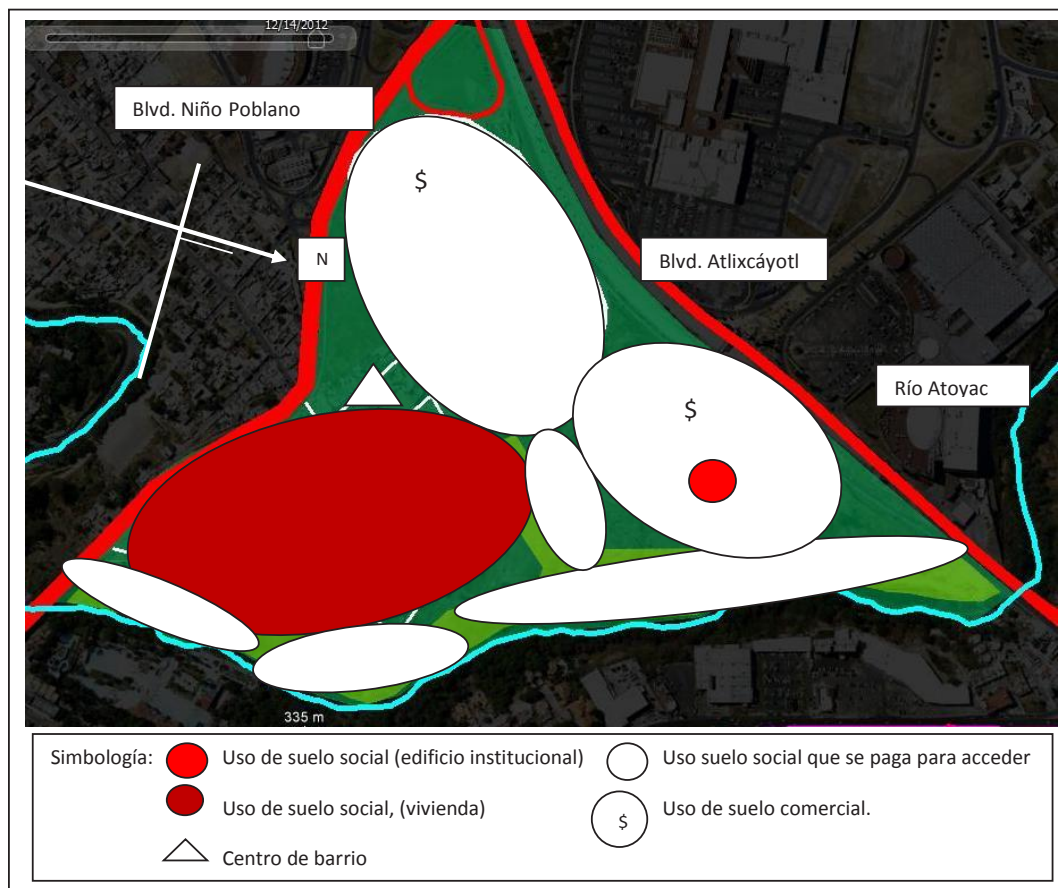 12/14/2012
Blvd. Niño Poblano
$
N
Blvd. Atlixcáyotl
Río Atoyac
$
335 m
Simbología:
Uso de suelo social (edificio institucional)
Uso suelo social que se paga para acceder
Uso de suelo social, (vivienda)
$
Uso de suelo comercial.
Centro de barrio